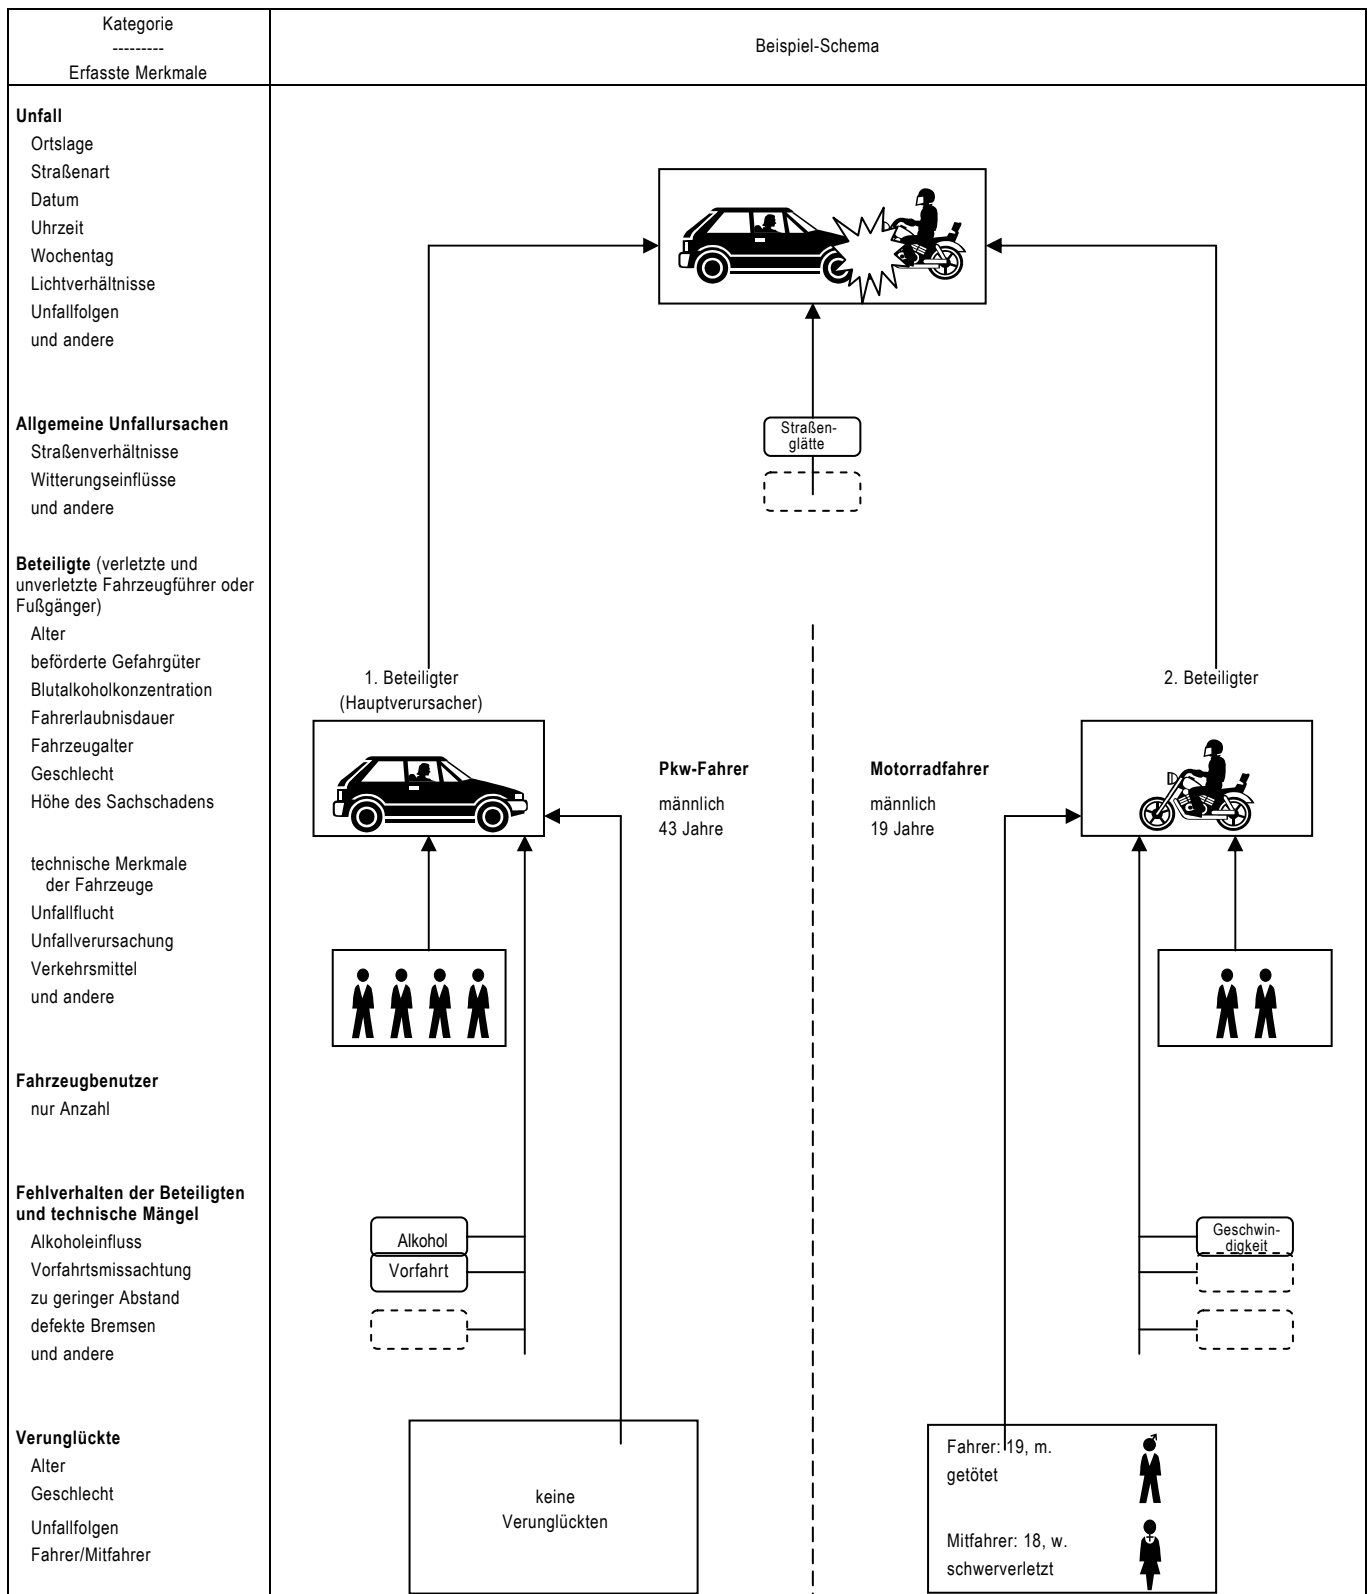 Kategorie
---------
Erfasste Merkmale
Beispiel-Schema
Unfall
Ortslage
Straßenart
Datum
Uhrzeit
Wochentag
Lichtverhältnisse
Unfallfolgen
und andere
Allgemeine Unfallursachen
Straßenverhältnisse
Witterungseinflüsse
und andere
Straßen-
glätte
Beteiligte (verletzte und
unverletzte Fahrzeugführer oder
Fußgänger)
Alter
beförderte Gefahrgüter
Blutalkoholkonzentration
Fahrerlaubnisdauer
Fahrzeugalter
Geschlecht
Höhe des Sachschadens
technische Merkmale
der Fahrzeuge
Unfallflucht
Unfallverursachung
Verkehrsmittel
und andere
1. Beteiligter
(Hauptverursacher)
Pkw-Fahrer
männlich
43 Jahre
2. Beteiligter
Motorradfahrer
männlich
19 Jahre
Fahrzeugbenutzer
nur Anzahl
Fehlverhalten der Beteiligten
und technische Mängel
Alkoholeinfluss
Vorfahrtsmissachtung
zu geringer Abstand
defekte Bremsen
und andere
Alkohol
Vorfahrt
Geschwin-
digkeit
Verunglückte
Alter
Geschlecht
Unfallfolgen
Fahrer/Mitfahrer
keine
Verunglückten
Fahrer: 19, m.
getötet
Mitfahrer: 18, w.
schwerverletzt